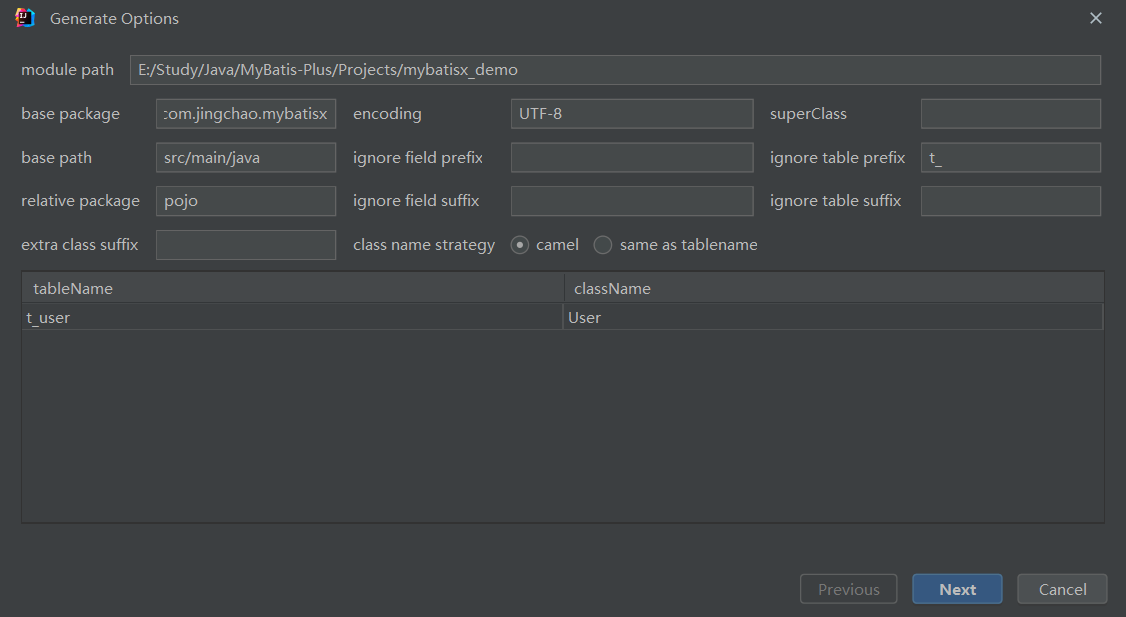 Generate Options
module path E:/Study/Java/MyBatis-Plus/Projects/mybatisx_demo
base package com.jingchao.mybatisx encoding UTF-8 superClass
base path src/main/java ignore field prefix ignore table prefix t_
relative package pojo ignore field suffix ignore table suffix
extra class suffix class name strategy camel same as tablename
tableName className
t_user User
Previous Next Cancel